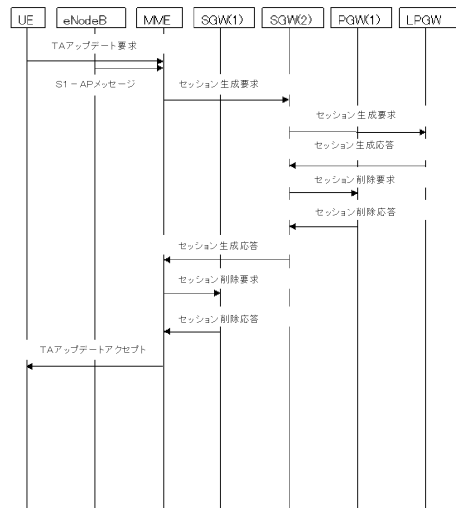 UE eNodeB MME SGW(1) SGW(2) PGW(1) LPGW
TAアップデート要求
S1-APメッセージ
セッション生成要求
セッション生成要求
セッション生成応答
セッション削除要求
セッション削除応答
セッション生成応答
セッション削除要求
セッション削除応答
TAアップデートアクセプト